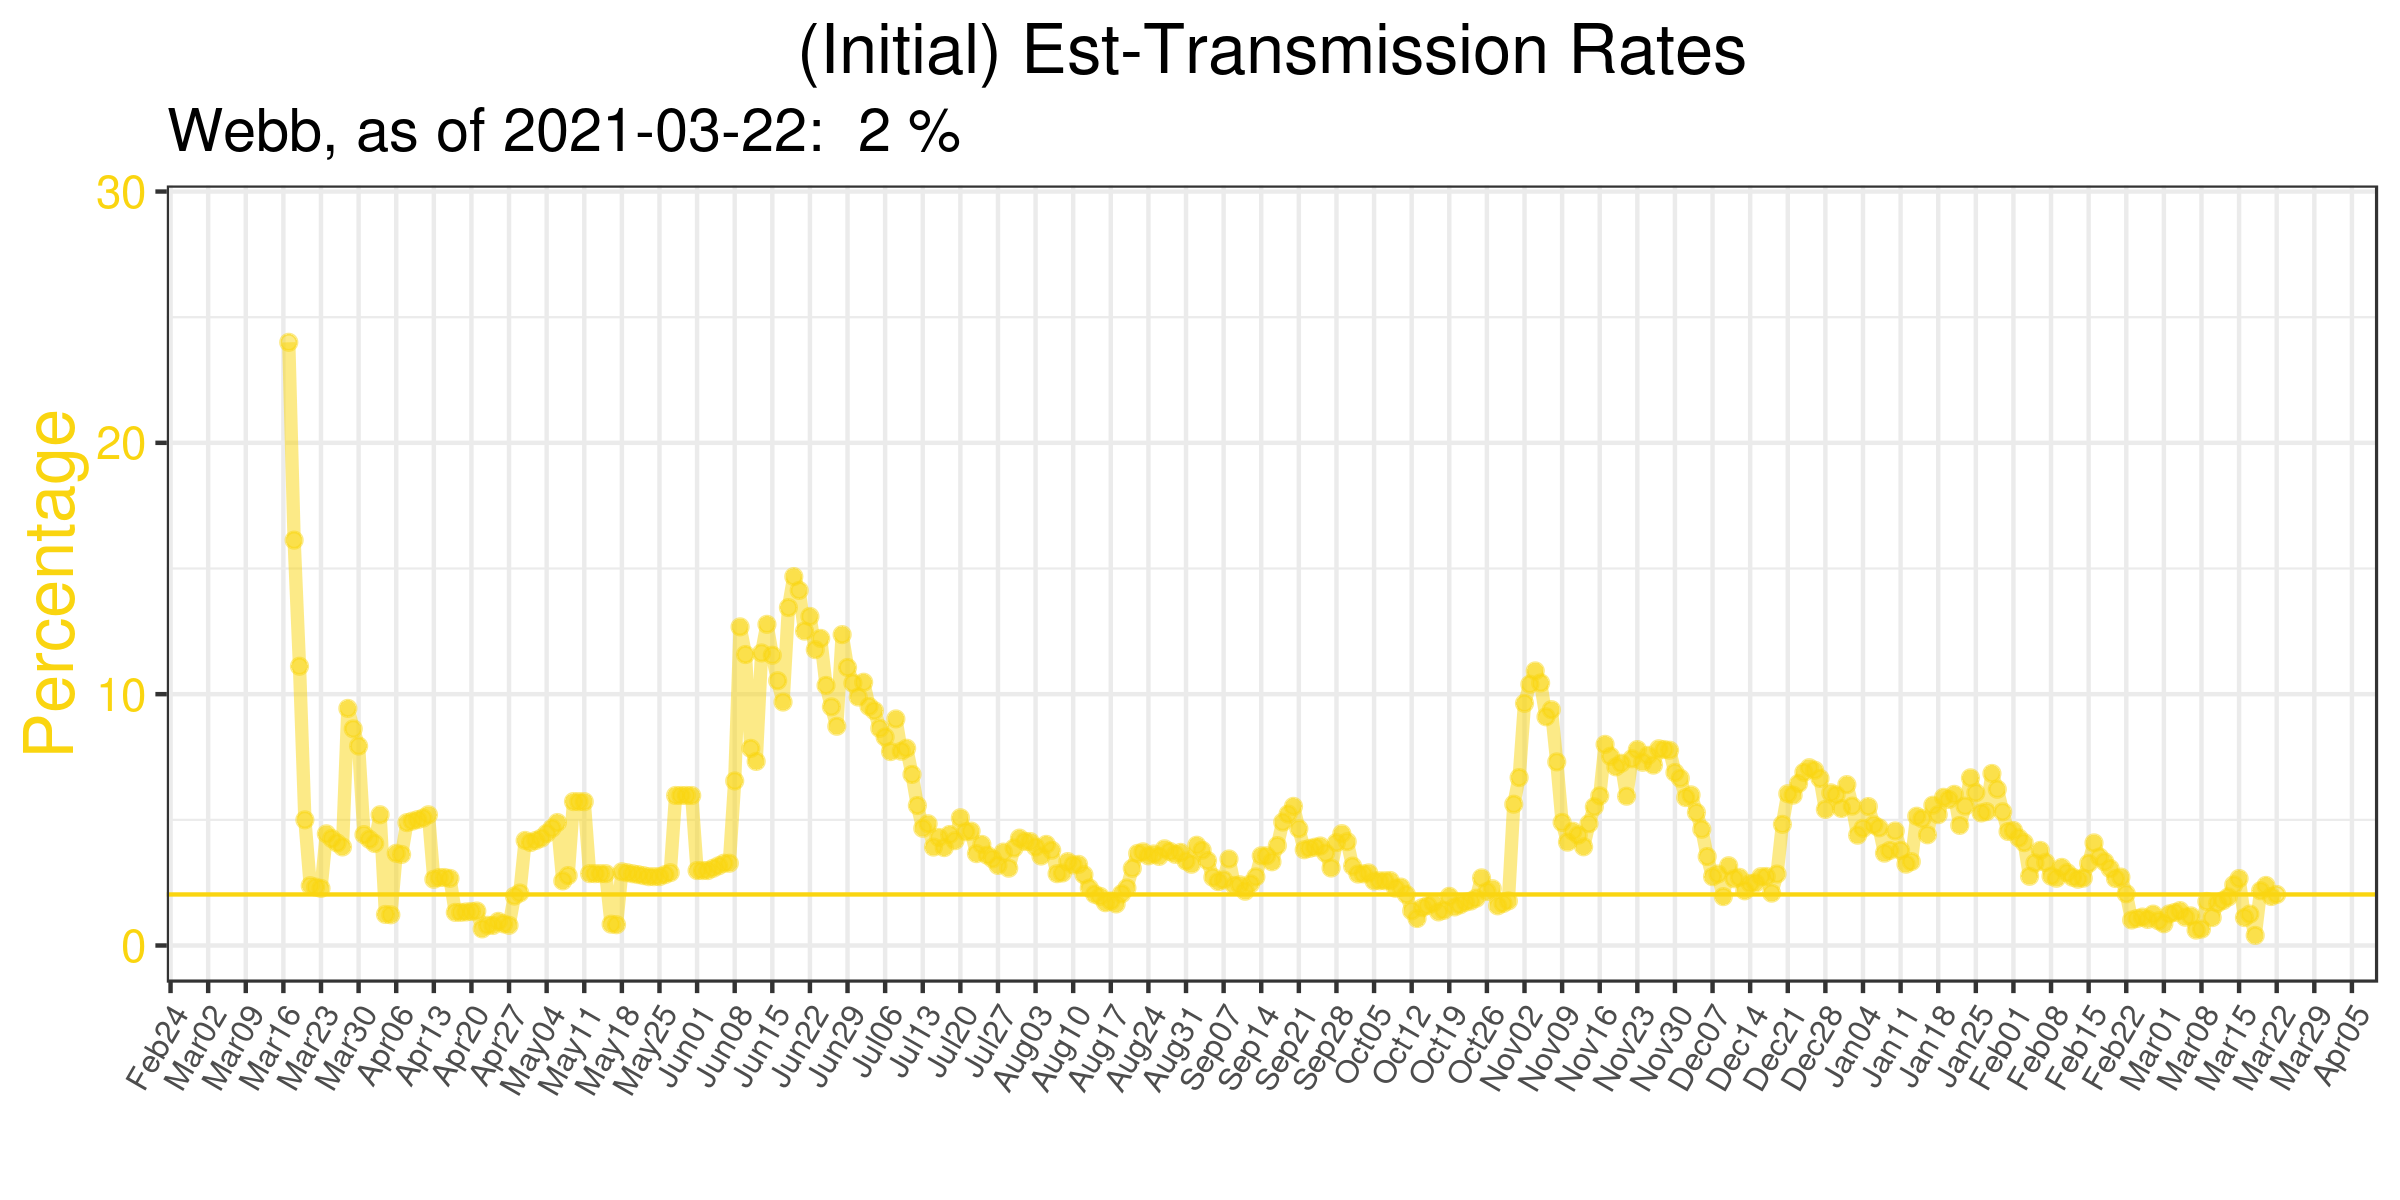 (Initial) Est-Transmission Rates
Webb, as of 2021-03-22:  2 %
Percentage
30
20
10
0
Feb24
Mar02
Mar09
Mar16
Mar23
Mar30
Apr06
Apr13
Apr20
Apr27
May04
May11
May18
May25
Jun01
Jun08
Jun15
Jun22
Jun29
Jul06
Jul13
Jul20
Jul27
Aug03
Aug10
Aug17
Aug24
Aug31
Sep07
Sep14
Sep21
Sep28
Oct05
Oct12
Oct19
Oct26
Nov02
Nov09
Nov16
Nov23
Nov30
Dec07
Dec14
Dec21
Dec28
Jan04
Jan11
Jan18
Jan25
Feb01
Feb08
Feb15
Feb22
Mar01
Mar08
Mar15
Mar22
Mar29
Apr05